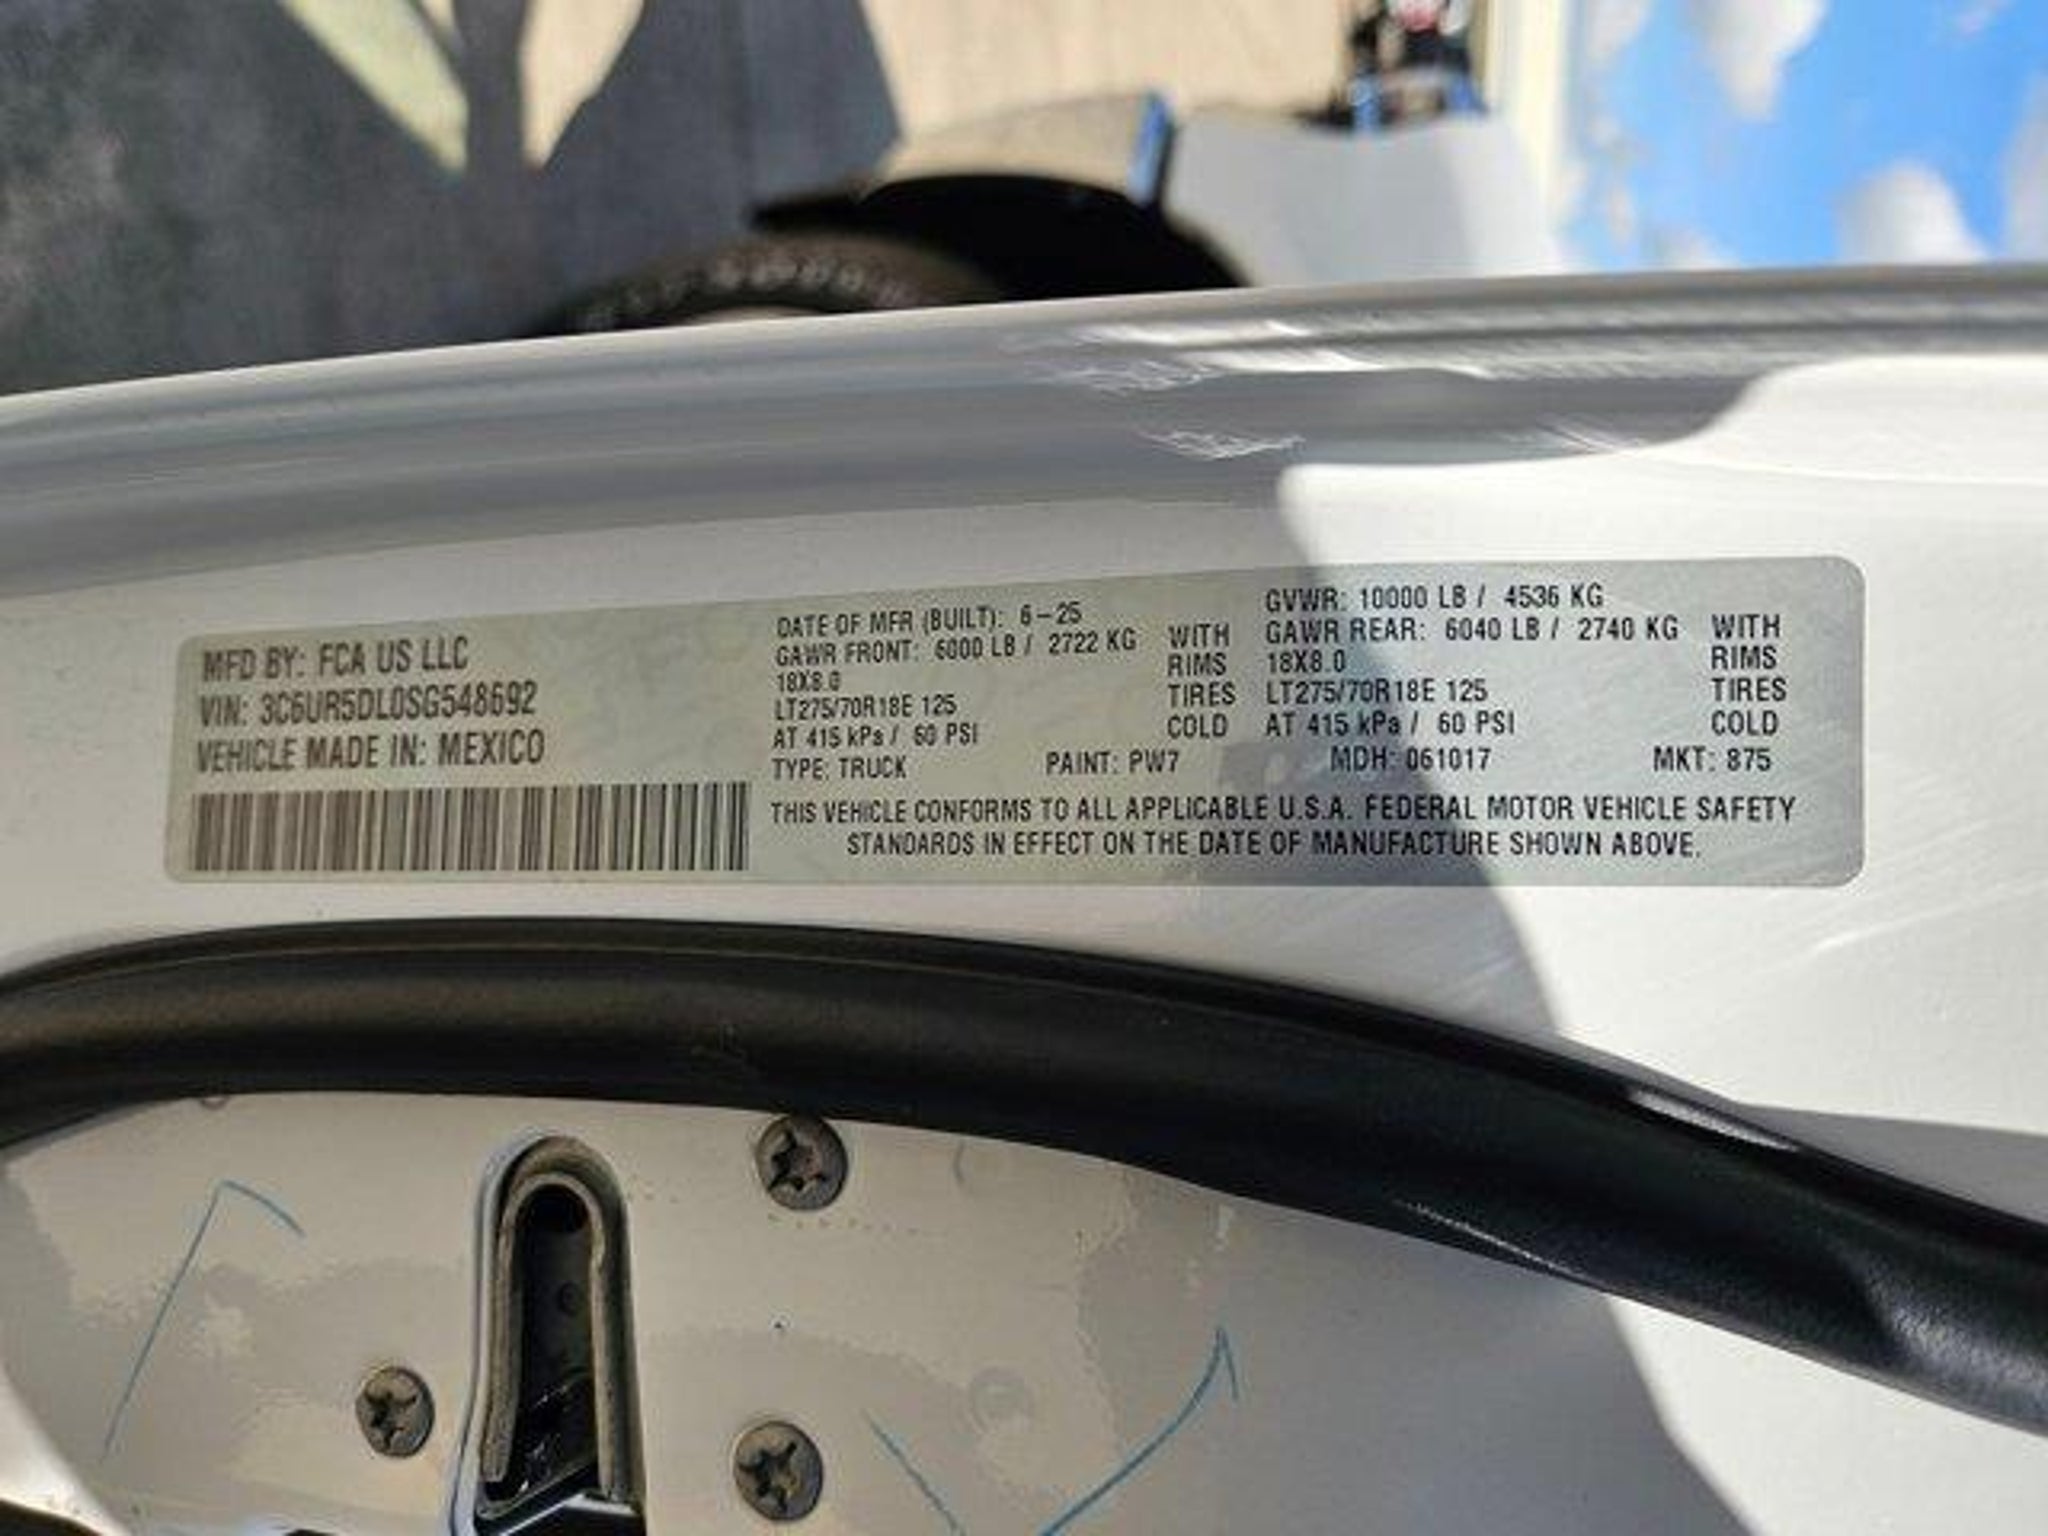 MFD BY: FCA US LLC
VIN: 3C6UR5DL0SG548692
VEHICLE MADE IN: MEXICO
DATE OF MFR (BUILT): 6-25
GAWR FRONT: 6000 LB / 2722 KG WITH
18X8.0 RIMS
LT275/70R18E 125 TIRES
AT 415 kPa / 60 PSI COLD
GVWR: 10000 LB / 4536 KG
GAWR REAR: 6040 LB / 2740 KG WITH
18X8.0 RIMS
LT275/70R18E 125 TIRES
AT 415 kPa / 60 PSI COLD
TYPE: TRUCK PAINT: PW7 MDH: 061017 MKT: 875
THIS VEHICLE CONFORMS TO ALL APPLICABLE U.S.A. FEDERAL MOTOR VEHICLE SAFETY
STANDARDS IN EFFECT ON THE DATE OF MANUFACTURE SHOWN ABOVE.